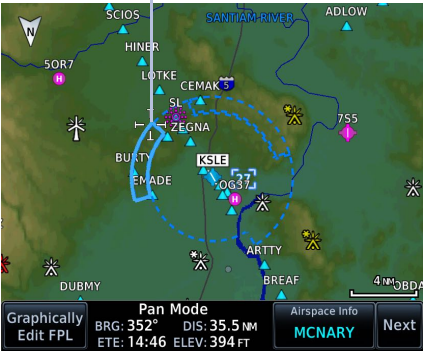 SCIOS
SANTIAM-RIVER
ADLOW
N
HINER
5OR7
LOTKE
CEMAK
5
SL
7S5
ZEGNA
BURTY
KSLE
EMADE
27
OG37
ARTTY
DUBMY
BREAF
4 NM
OBDA
Graphically
Edit FPL
Pan Mode
BRG: 352° DIS: 35.5 NM
ETE: 14:46 ELEV: 394 FT
Airspace Info
MCNARY
Next